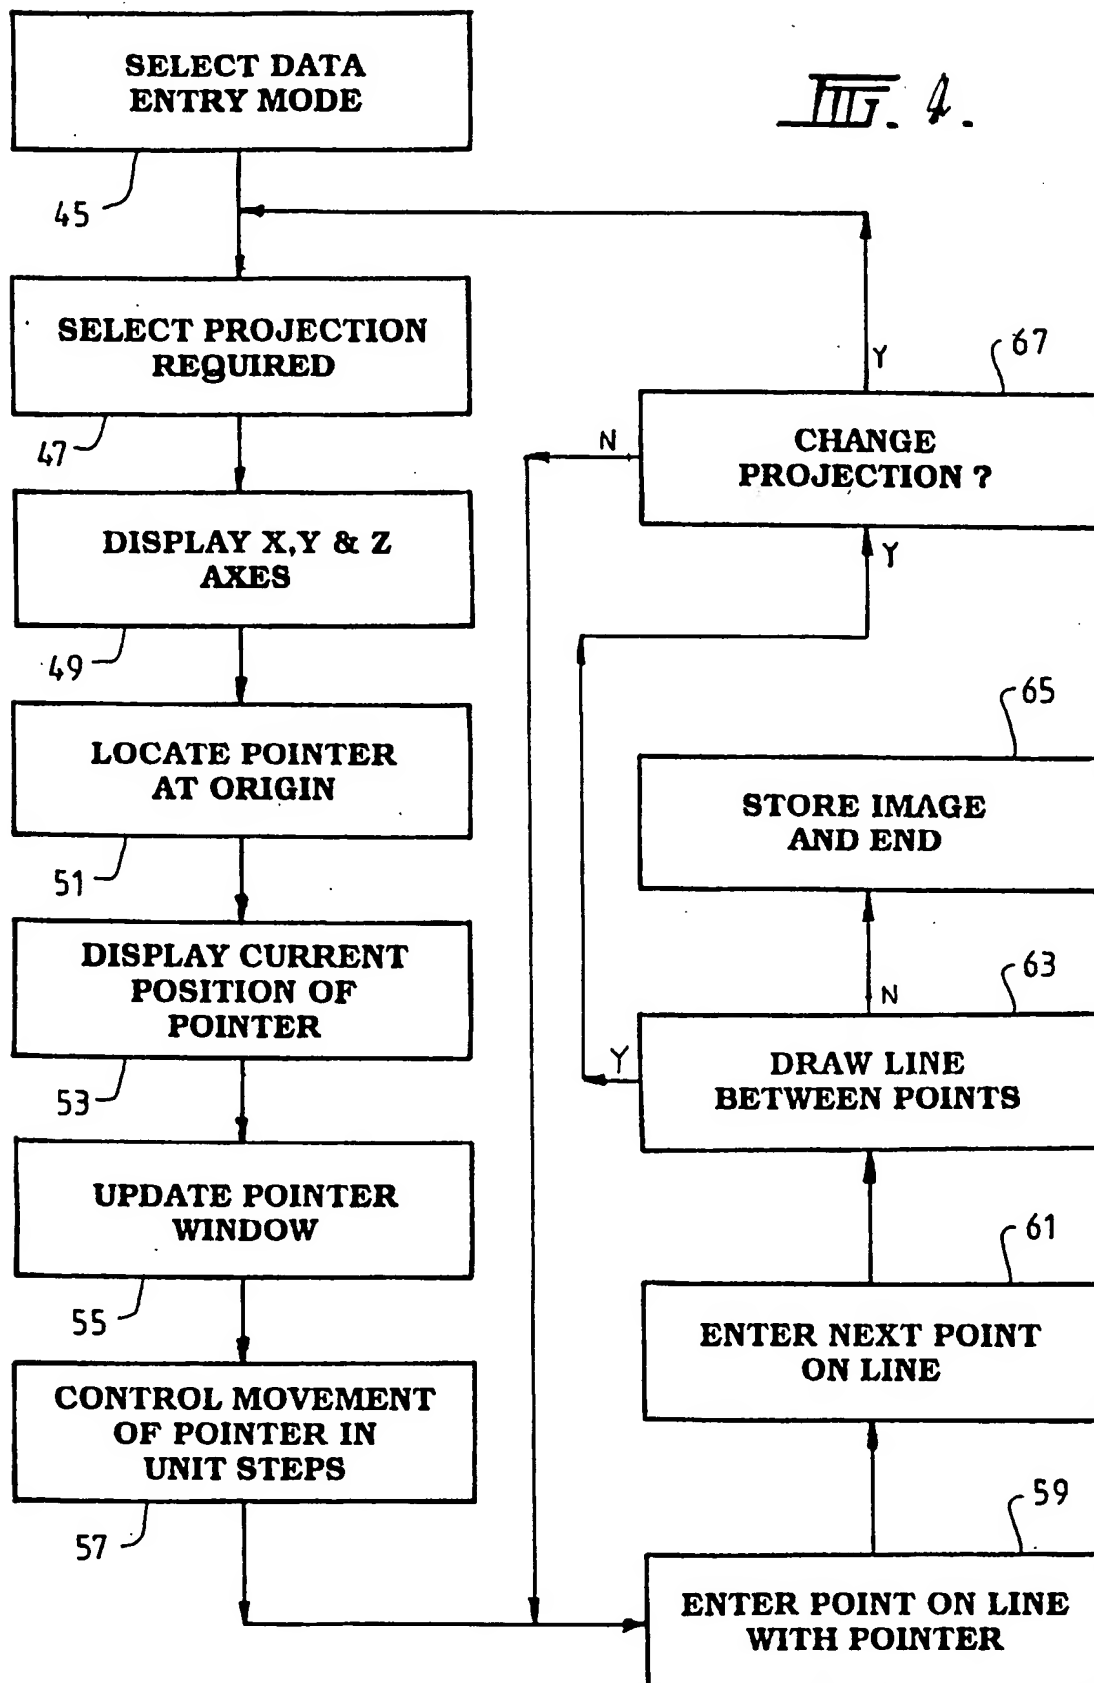 SELECT DATA
ENTRY MODE
FIG. 4.
45
SELECT PROJECTION
REQUIRED
47
67
Y
CHANGE
PROJECTION ?
N
Y
DISPLAY X,Y & Z
AXES
49
LOCATE POINTER
AT ORIGIN
51
65
STORE IMAGE
AND END
DISPLAY CURRENT
POSITION OF
POINTER
53
63
N
Y
DRAW LINE
BETWEEN POINTS
UPDATE POINTER
WINDOW
55
61
ENTER NEXT POINT
ON LINE
CONTROL MOVEMENT
OF POINTER IN
UNIT STEPS
57
59
ENTER POINT ON LINE
WITH POINTER